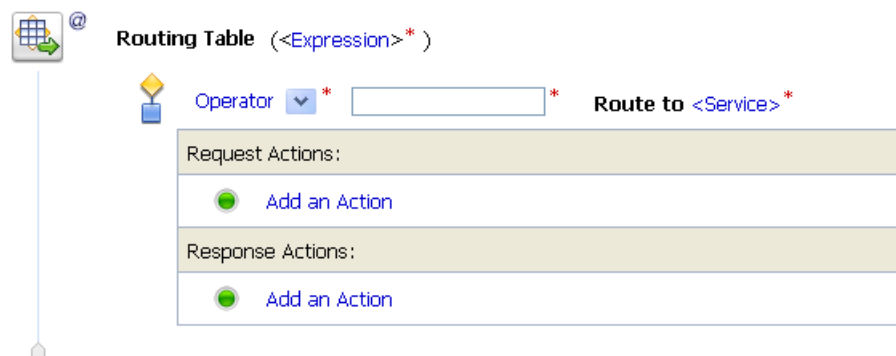 @
Routing Table (<Expression>* )
Operator * * Route to <Service>*
Request Actions:
Add an Action
Response Actions:
Add an Action